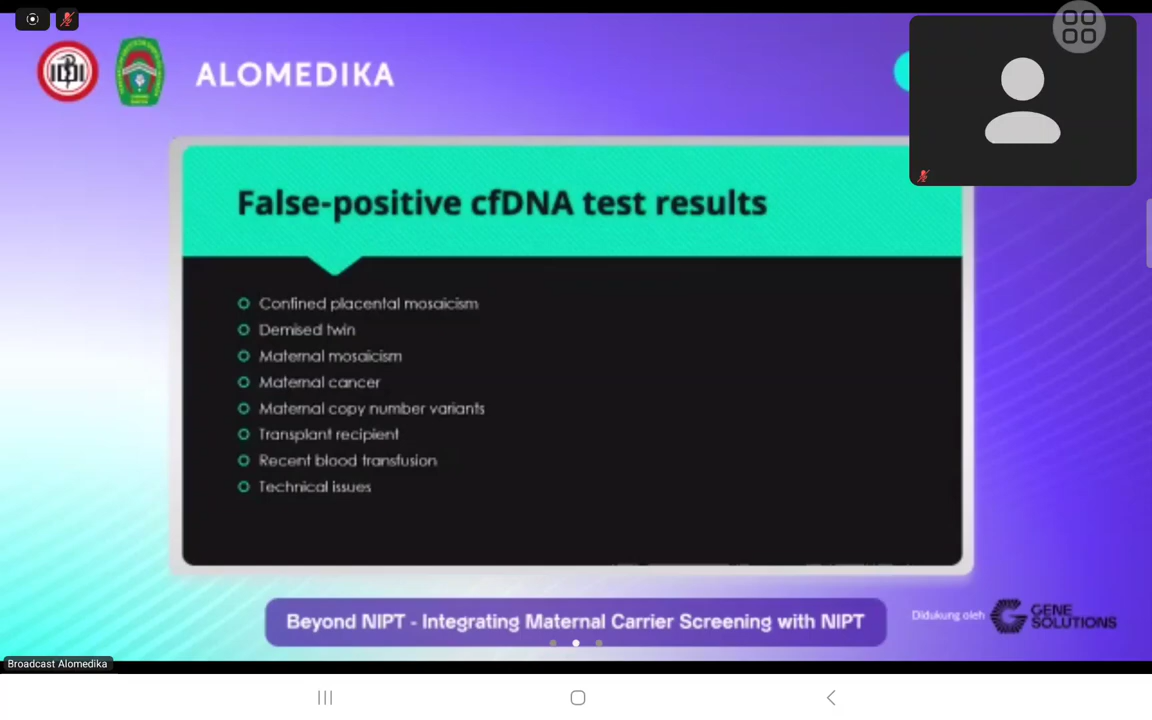 IDI
ALOMEDIKA
False-positive cfDNA test results
Confined placental mosaicism
Demised twin
Maternal mosaicism
Maternal cancer
Maternal copy number variants
Transplant recipient
Recent blood transfusion
Technical issues
Beyond NIPT - Integrating Maternal Carrier Screening with NIPT
Didukung oleh
GENE
SOLUTIONS
Broadcast Alomedika